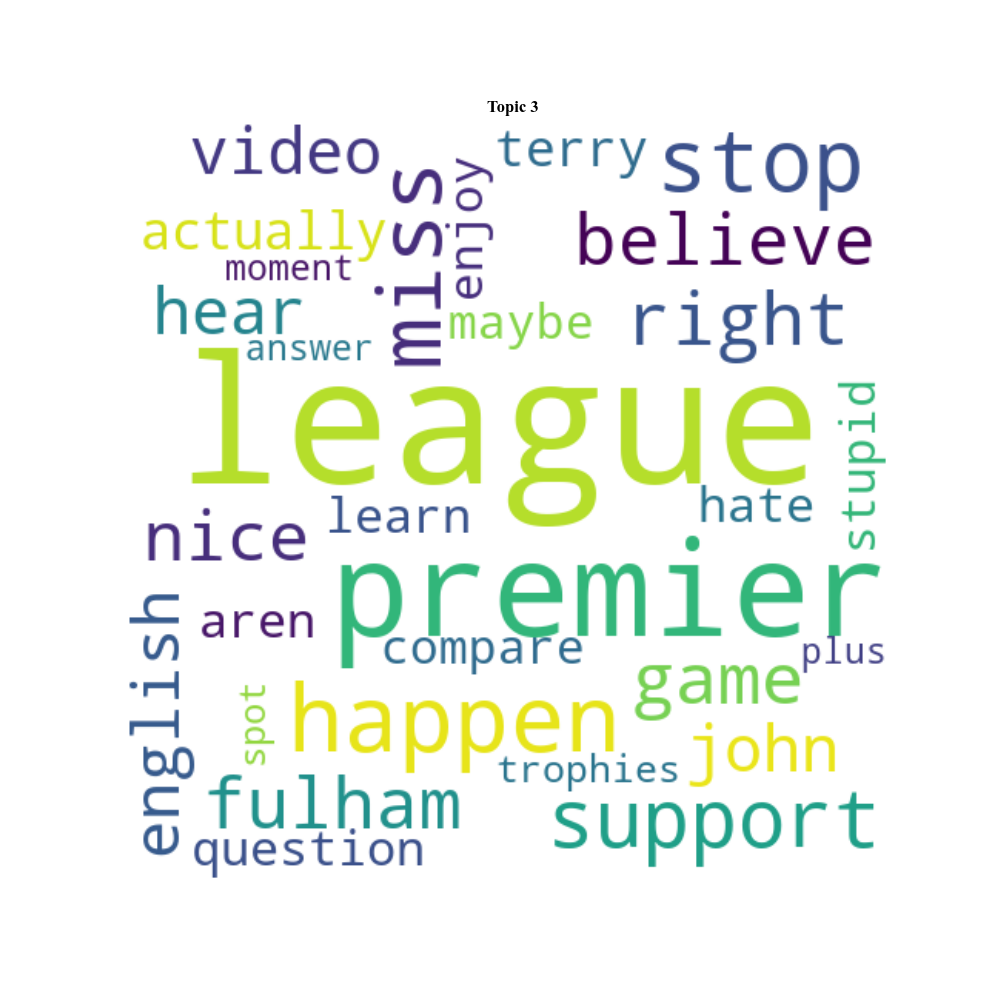 Topic 3
video
miss
enjoy
terry
stop
actually
believe
moment
hear
maybe
right
answer
league
stupid
hate
learn
nice
premier
english
aren
compare
plus
game
spot
happen
john
trophies
fulham
support
question